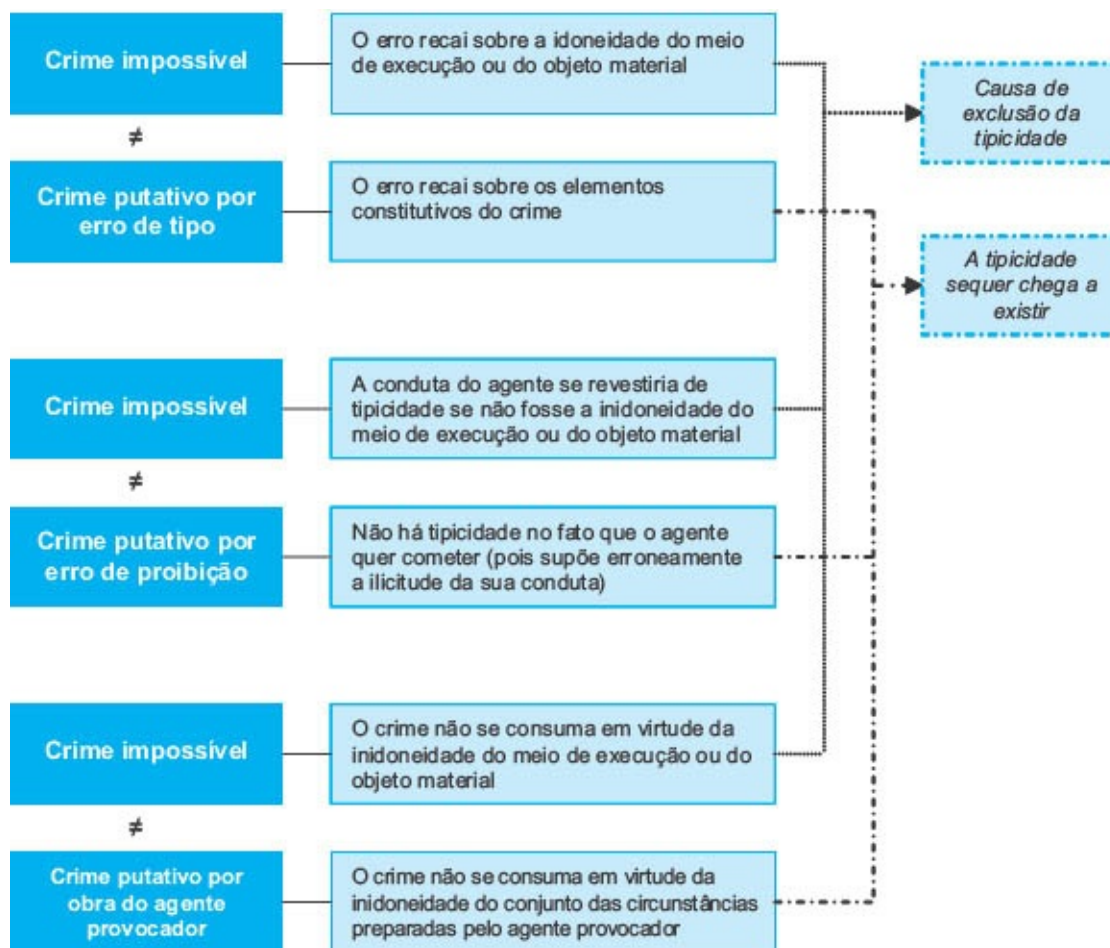 Crime impossível
O erro recai sobre a idoneidade do meio
de execução ou do objeto material
≠
Crime putativo por
erro de tipo
O erro recai sobre os elementos
constitutivos do crime
Causa de
exclusão da
tipicidade
A tipicidade
sequer chega a
existir
Crime impossível
A conduta do agente se revestiria de
tipicidade se não fosse a inidoneidade do
meio de execução ou do objeto material
≠
Crime putativo por
erro de proibição
Não há tipicidade no fato que o agente
quer cometer (pois supõe erroneamente
a ilicitude da sua conduta)
Crime impossível
O crime não se consuma em virtude da
inidoneidade do meio de execução ou do
objeto material
≠
Crime putativo por
obra do agente
provocador
O crime não se consuma em virtude da
inidoneidade do conjunto das circunstâncias
preparadas pelo agente provocador